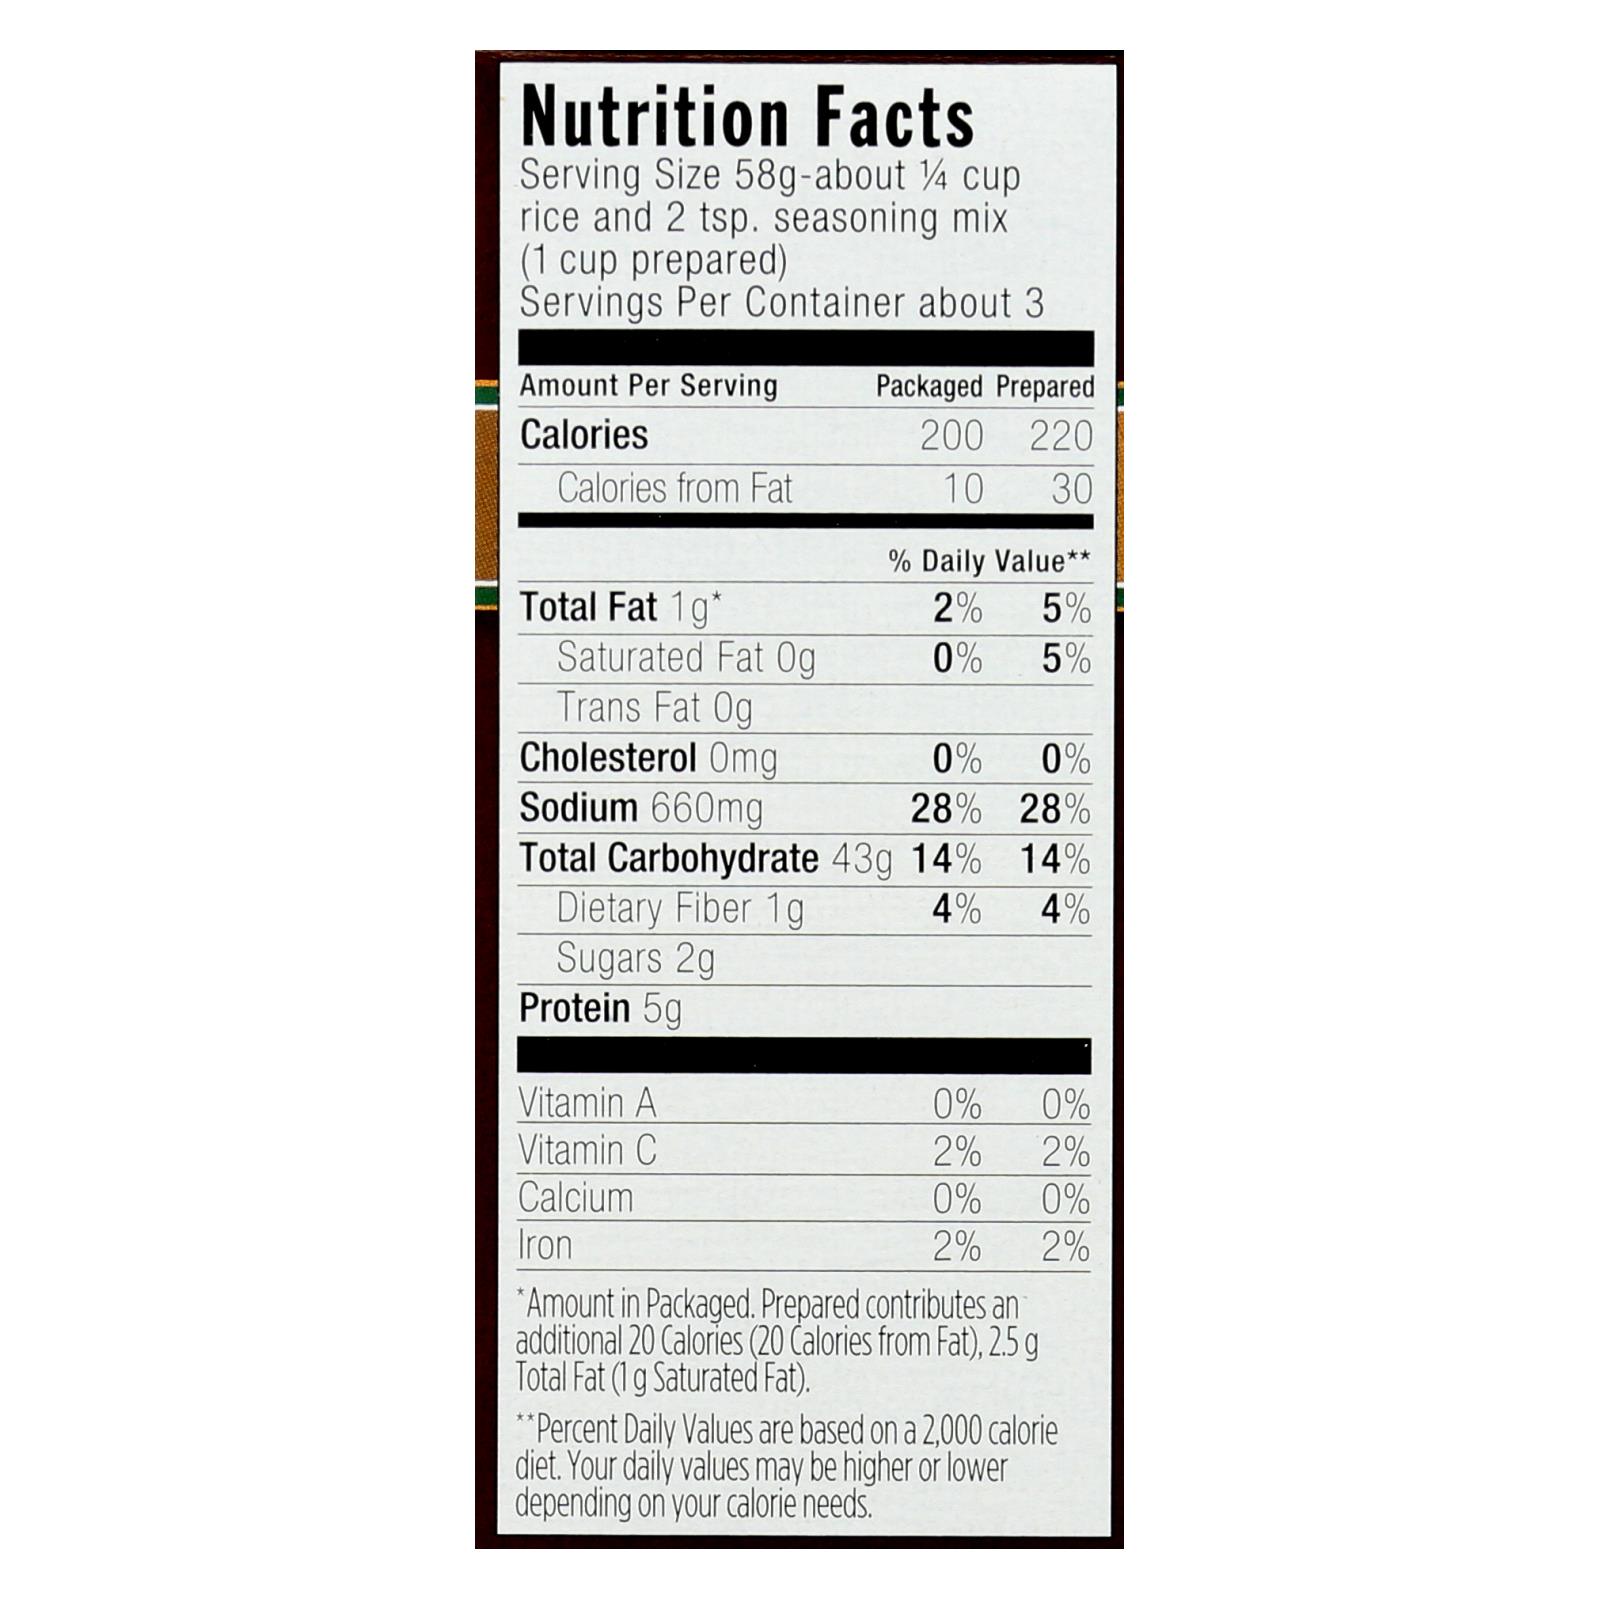 Nutrition Facts
Serving Size 58g-about ¼ cup
rice and 2 tsp. seasoning mix
(1 cup prepared)
Servings Per Container about 3
Amount Per Serving Packaged Prepared
Calories 200 220
Calories from Fat 10 30
% Daily Value**
Total Fat 1g* 2% 5%
Saturated Fat 0g 0% 5%
Trans Fat 0g
Cholesterol 0mg 0% 0%
Sodium 660mg 28% 28%
Total Carbohydrate 43g 14% 14%
Dietary Fiber 1g 4% 4%
Sugars 2g
Protein 5g
Vitamin A 0% 0%
Vitamin C 2% 2%
Calcium 0% 0%
Iron 2% 2%
*Amount in Packaged. Prepared contributes an
additional 20 Calories (20 Calories from Fat), 2.5 g
Total Fat (1 g Saturated Fat).
**Percent Daily Values are based on a 2,000 calorie
diet. Your daily values may be higher or lower
depending on your calorie needs.